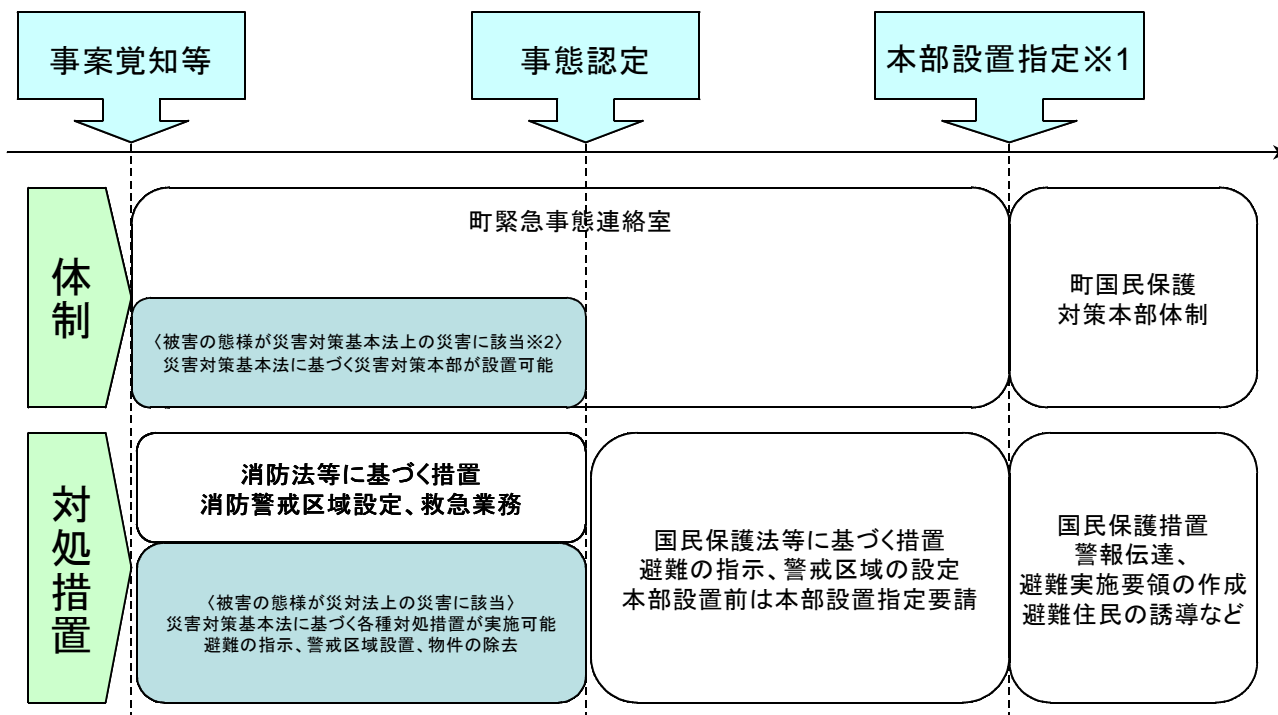 事案覚知等
事態認定
本部設置指定※1
体制
町緊急事態連絡室
〈被害の態様が災害対策基本法上の災害に該当※2〉
災害対策基本法に基づく災害対策本部が設置可能
町国民保護
対策本部体制
対処措置
消防法等に基づく措置
消防警戒区域設定、救急業務
〈被害の態様が災対法上の災害に該当〉
災害対策基本法に基づく各種対処措置が実施可能
避難の指示、警戒区域設置、物件の除去
国民保護法等に基づく措置
避難の指示、警戒区域の設定
本部設置前は本部設置指定要請
国民保護措置
警報伝達、
避難実施要領の作成
避難住民の誘導など